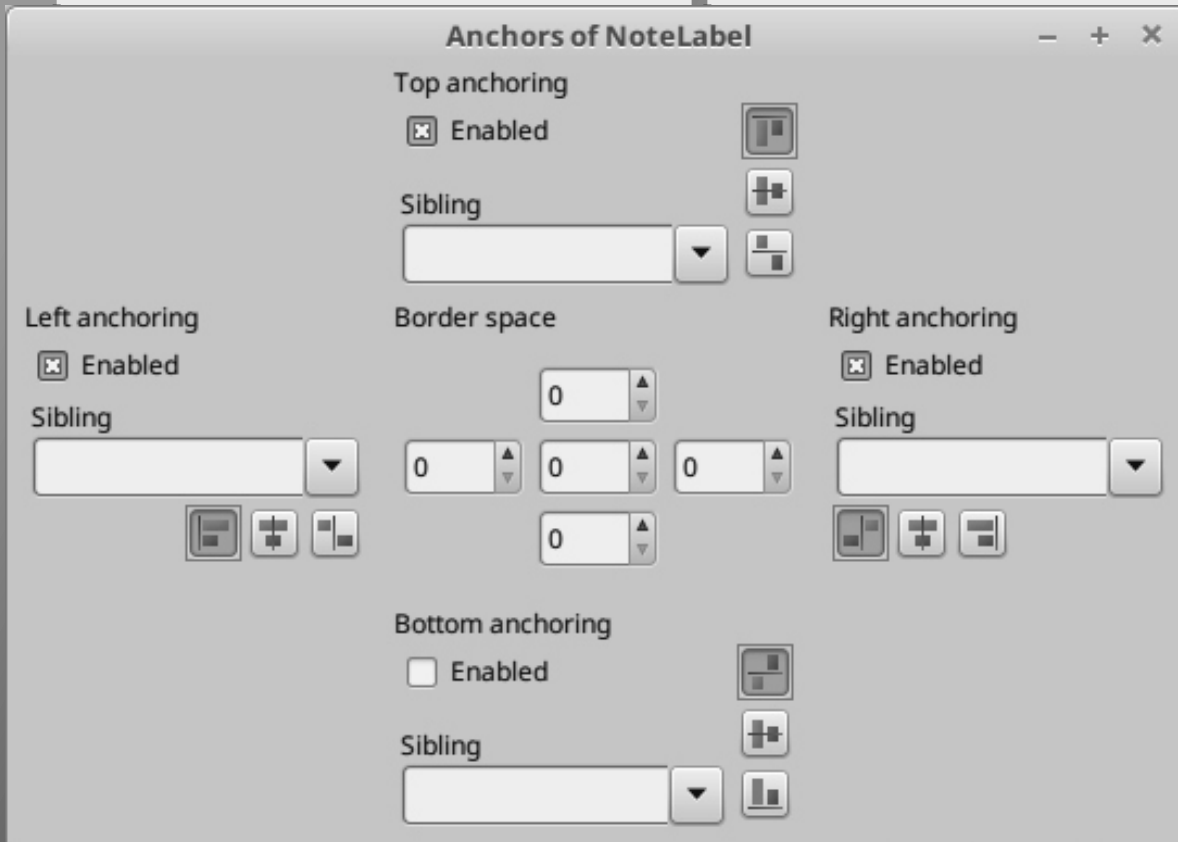 Anchors of NoteLabel
Top anchoring
Enabled
Sibling
Left anchoring
Enabled
Sibling
Border space
0
0 0 0
0
Right anchoring
Enabled
Sibling
Bottom anchoring
Enabled
Sibling